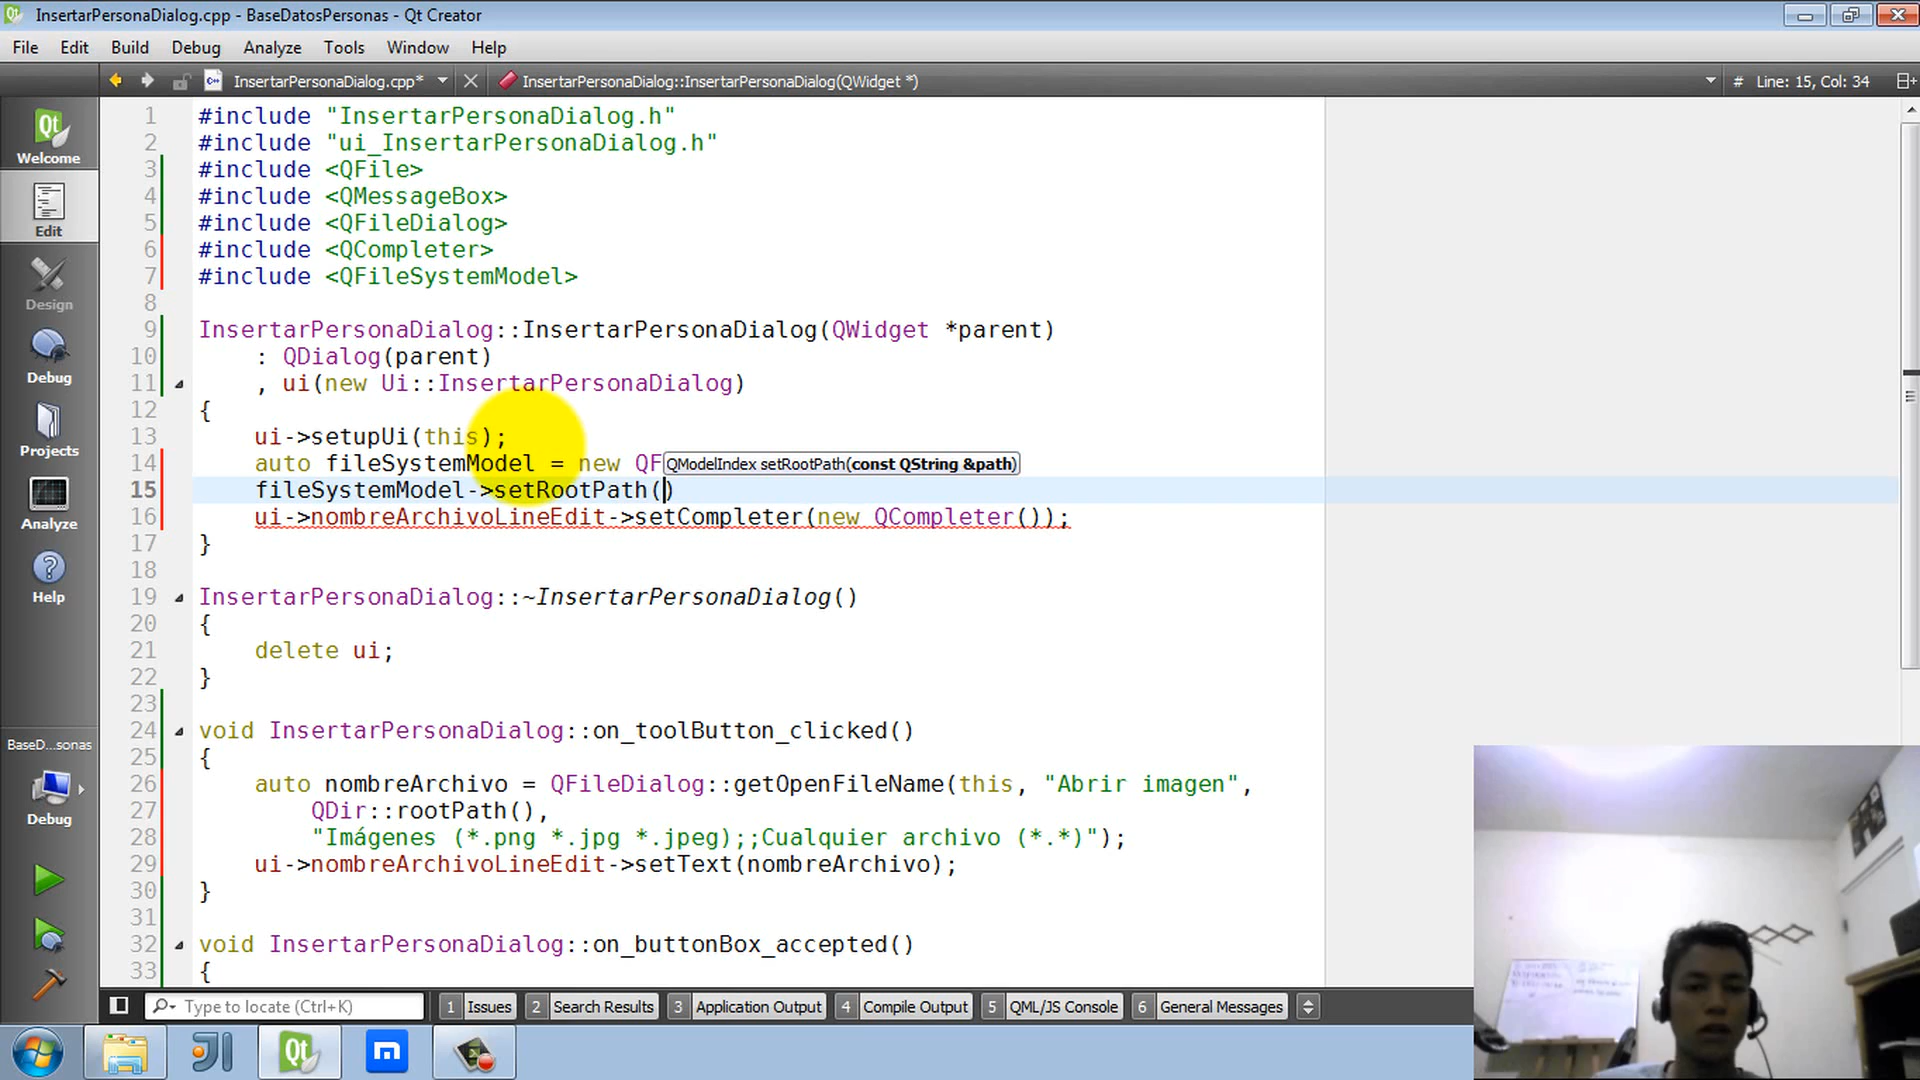 InsertarPersonaDialog.cpp - BaseDatosPersonas - Qt Creator
File Edit Build Debug Analyze Tools Window Help
InsertarPersonaDialog.cpp* InsertarPersonaDialog::InsertarPersonaDialog(QWidget *) # Line: 15, Col: 34
Welcome
Edit
Design
Debug
Projects
Analyze
Help
BaseD...sonas
Debug
1 #include "InsertarPersonaDialog.h"
2 #include "ui_InsertarPersonaDialog.h"
3 #include <QFile>
4 #include <QMessageBox>
5 #include <QFileDialog>
6 #include <QCompleter>
7 #include <QFileSystemModel>
8
9 InsertarPersonaDialog::InsertarPersonaDialog(QWidget *parent)
10 : QDialog(parent)
11 , ui(new Ui::InsertarPersonaDialog)
12 {
13 ui->setupUi(this);
14 auto fileSystemModel = new QF
QModelIndex setRootPath(const QString &path)
15 fileSystemModel->setRootPath()
16 ui->nombreArchivoLineEdit->setCompleter(new QCompleter());
17 }
18
19 InsertarPersonaDialog::~InsertarPersonaDialog()
20 {
21 delete ui;
22 }
23
24 void InsertarPersonaDialog::on_toolButton_clicked()
25 {
26 auto nombreArchivo = QFileDialog::getOpenFileName(this, "Abrir imagen",
27 QDir::rootPath(),
28 "Imágenes (*.png *.jpg *.jpeg);;Cualquier archivo (*.*)");
29 ui->nombreArchivoLineEdit->setText(nombreArchivo);
30 }
31
32 void InsertarPersonaDialog::on_buttonBox_accepted()
33 {
Type to locate (Ctrl+K) 1 Issues 2 Search Results 3 Application Output 4 Compile Output 5 QML/JS Console 6 General Messages